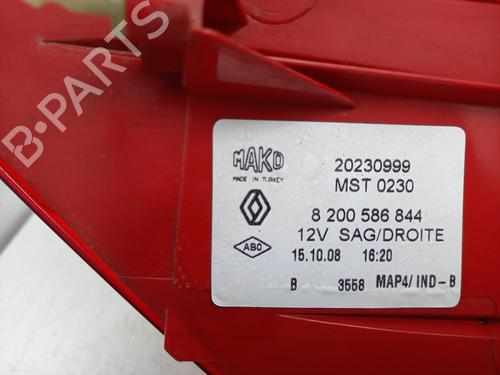 B-PARTS
MAKO
MADE IN TURKEY
20230999
MST 0230
8 200 586 844
ABO
12V SAG/DROITE
15.10.08 16:20
B 3558 MAP4/ IND-B